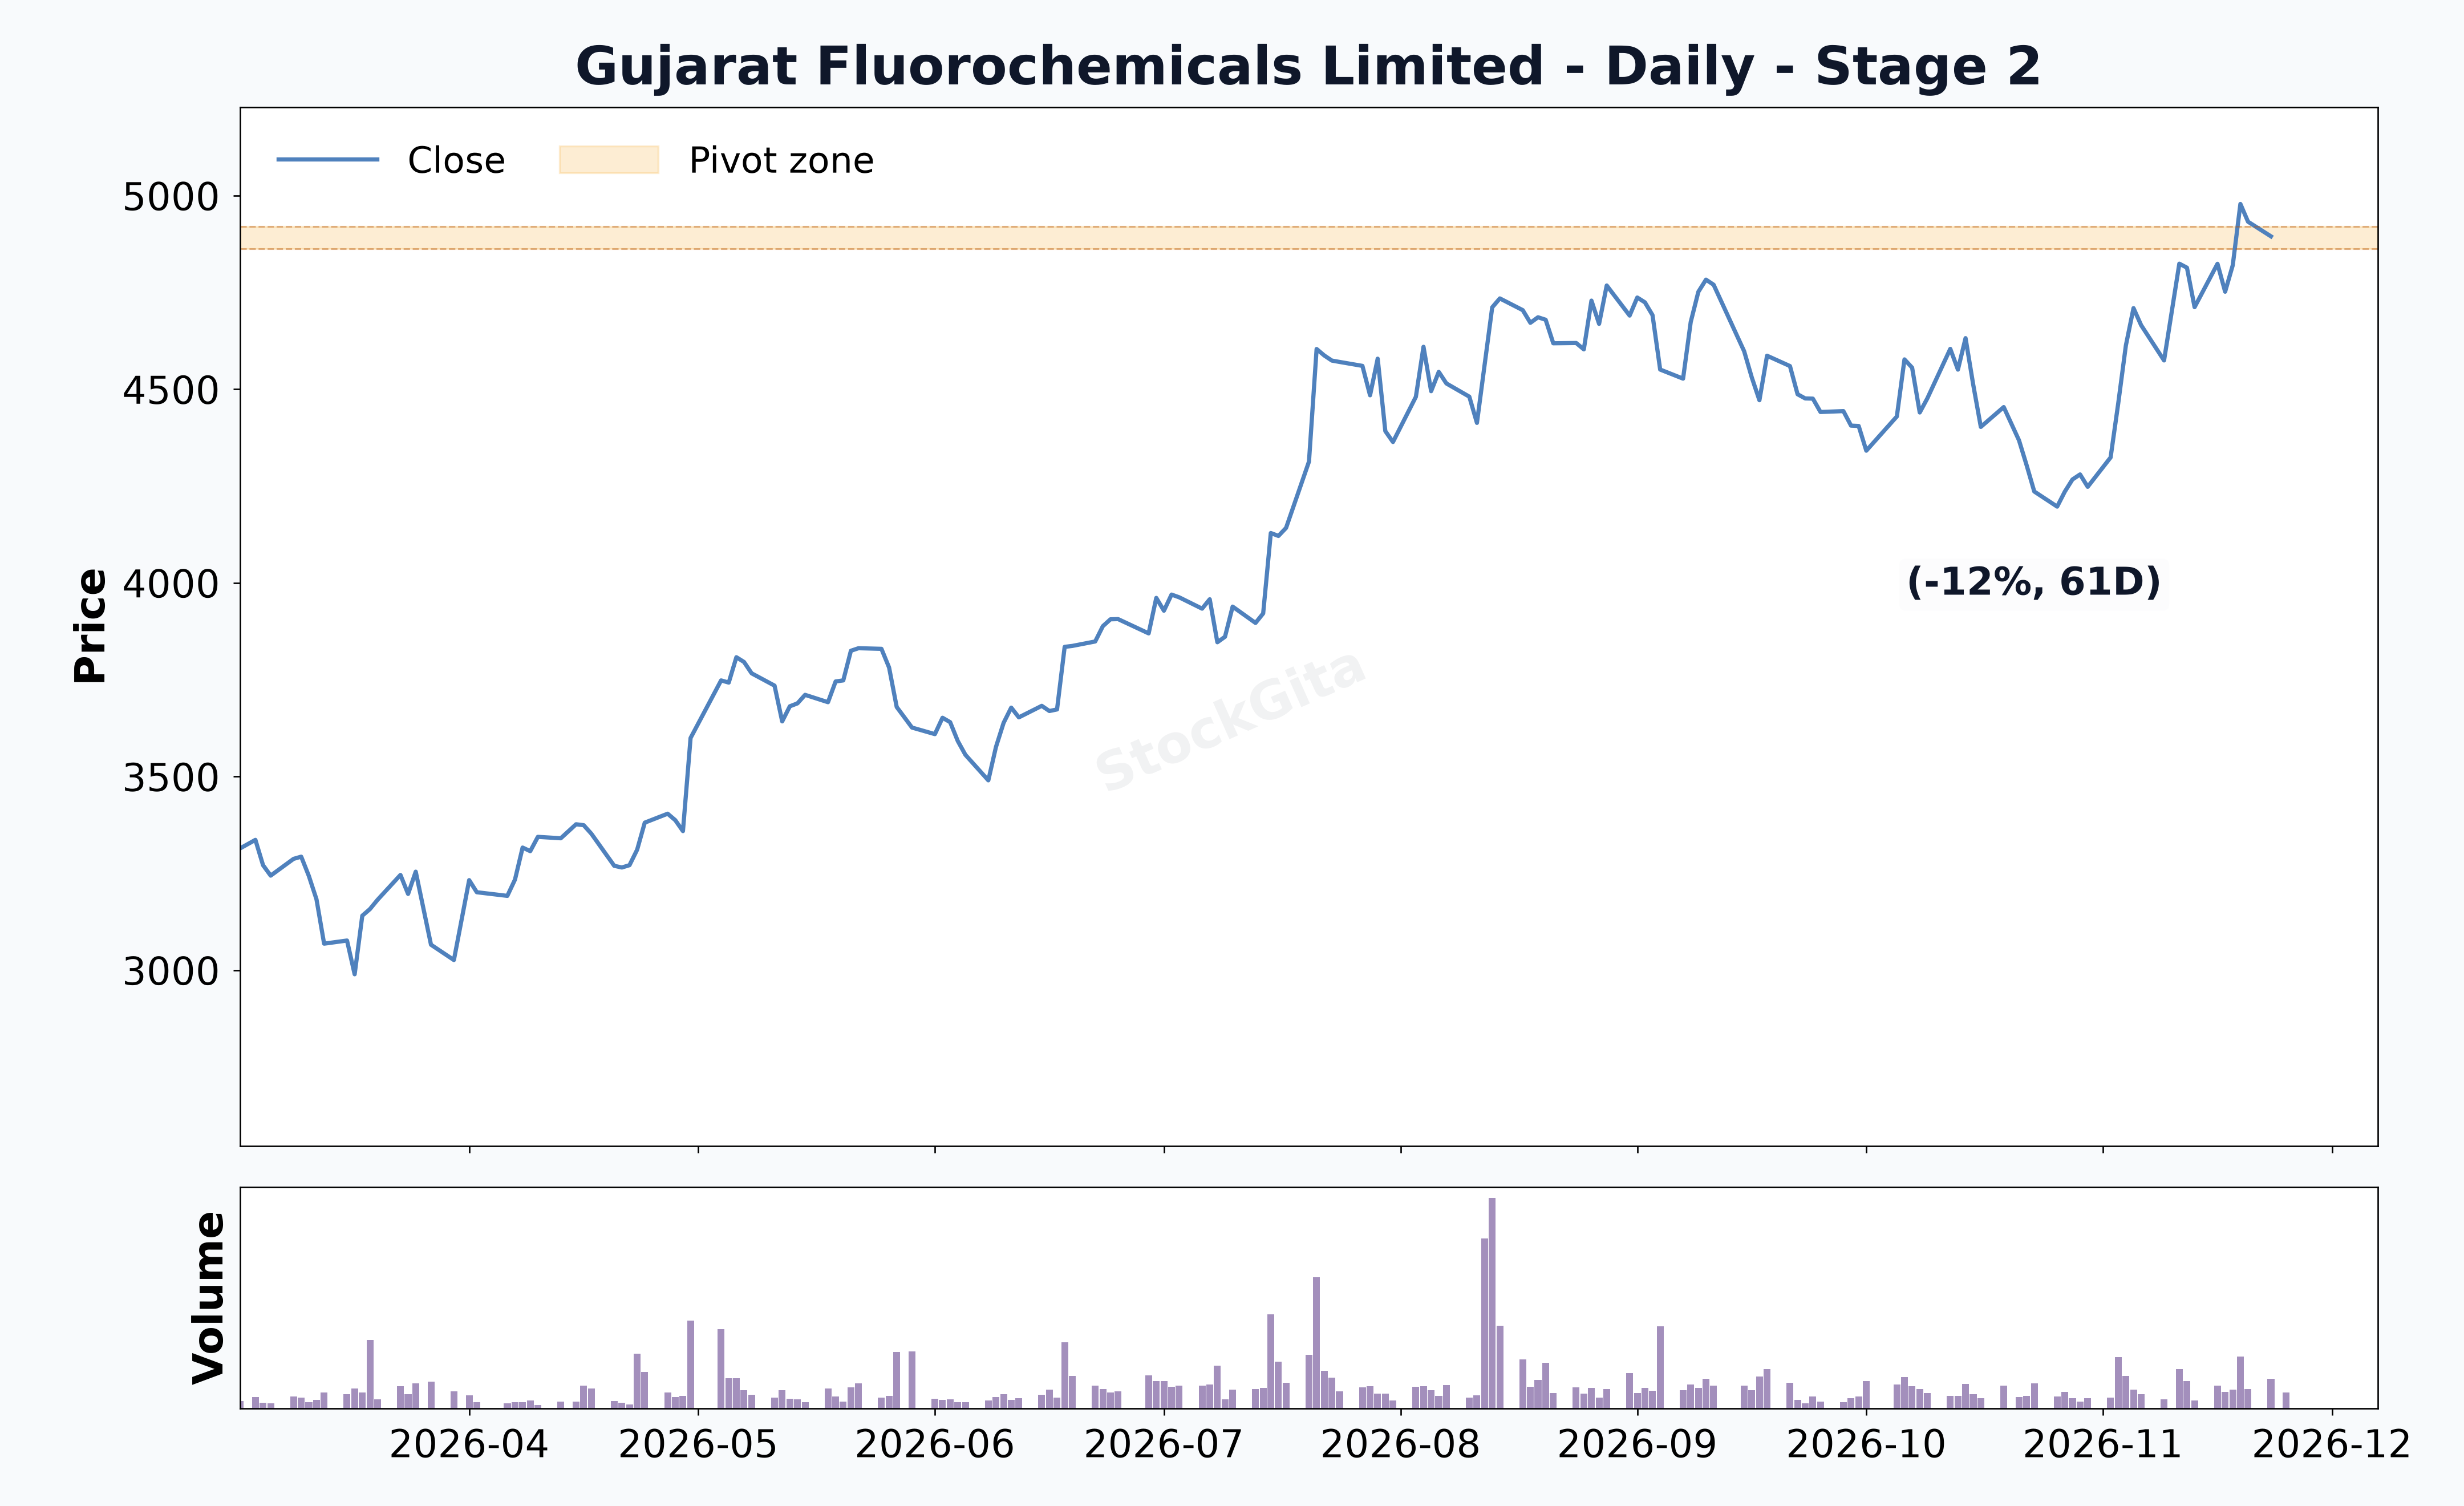 Gujarat Fluorochemicals Limited - Daily - Stage 2
Close
Pivot zone
5000
4500
4000
3500
3000
Price
(-12%, 61D)
StockGita
Volume
2026-04
2026-05
2026-06
2026-07
2026-08
2026-09
2026-10
2026-11
2026-12